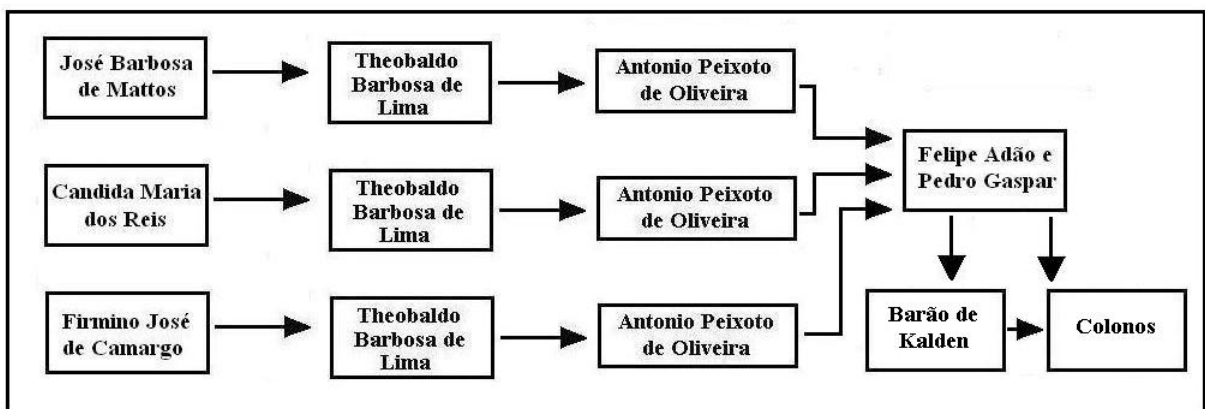 José Barbosa
de Mattos
Theobaldo
Barbosa de
Lima
Antonio Peixoto
de Oliveira
Candida Maria
dos Reis
Theobaldo
Barbosa de
Lima
Antonio Peixoto
de Oliveira
Firmino José
de Camargo
Theobaldo
Barbosa de
Lima
Antonio Peixoto
de Oliveira
Felipe Adão e
Pedro Gaspar
Barão de
Kalden
Colonos